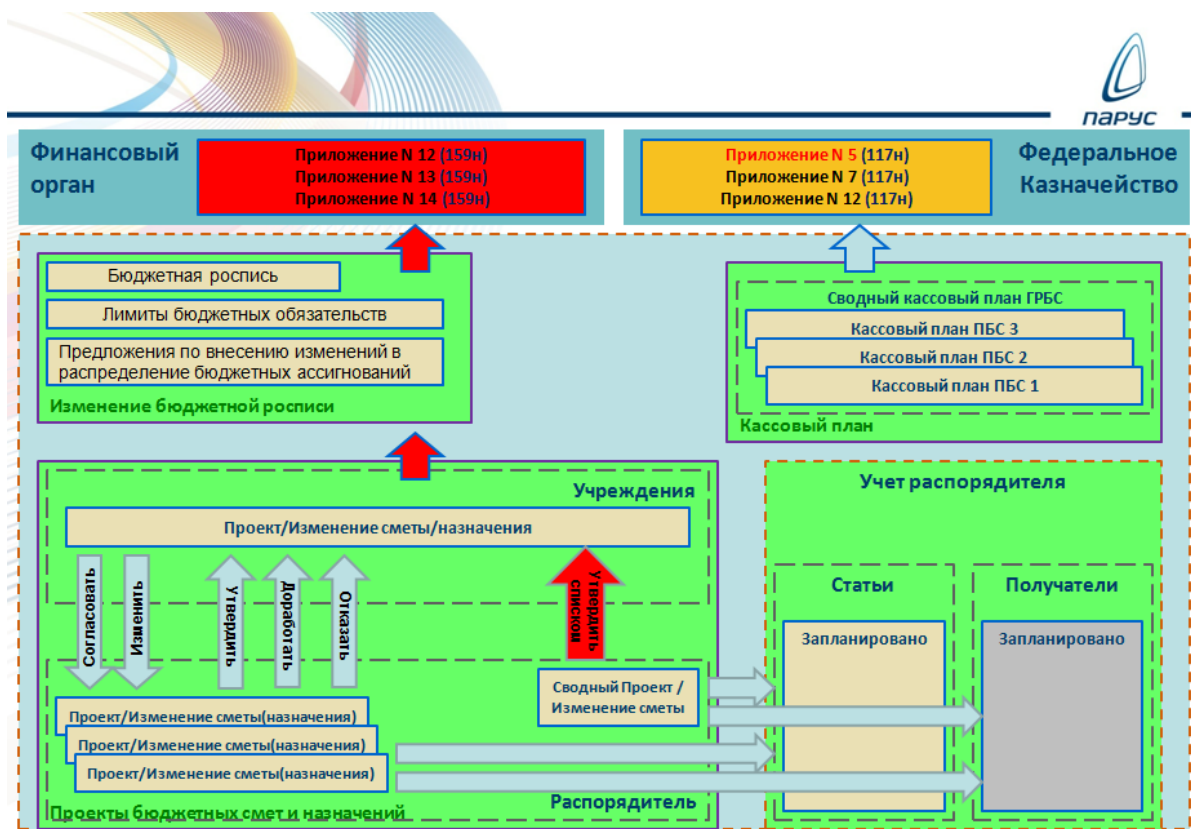 парус
Финансовый
орган
Приложение N 12 (159н)
Приложение N 13 (159н)
Приложение N 14 (159н)
Приложение N 5 (117н)
Приложение N 7 (117н)
Приложение N 12 (117н)
Федеральное
Казначейство
Бюджетная роспись
Лимиты бюджетных обязательств
Предложения по внесению изменений в
распределение бюджетных ассигнований
Изменение бюджетной росписи
Сводный кассовый план ГРБС
Кассовый план ПБС 3
Кассовый план ПБС 2
Кассовый план ПБС 1
Кассовый план
Учреждения
Проект/Изменение сметы/назначения
Согласовать
Изменить
Утвердить
Доработать
Отказать
Утвердить
списком
Сводный Проект /
Изменение сметы
Проект/Изменение сметы(назначения)
Проект/Изменение сметы(назначения)
Проект/Изменение сметы(назначения)
Распорядитель
Проекты бюджетных смет и назначений
Учет распорядителя
Статьи
Запланировано
Получатели
Запланировано